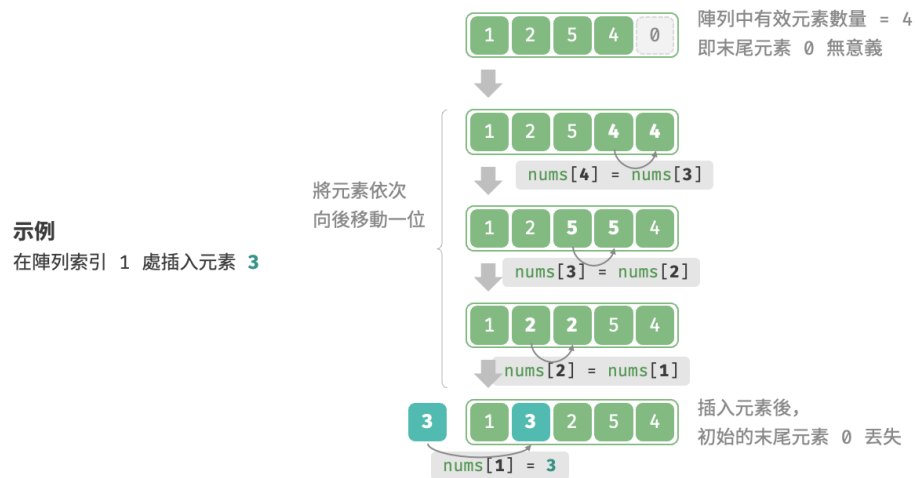 1 2 5 4 0
陣列中有效元素數量 = 4
即末尾元素 0 無意義
1 2 5 4 4
nums[4] = nums[3]
將元素依次
向後移動一位
1 2 5 5 4
nums[3] = nums[2]
示例
在陣列索引 1 處插入元素 3
1 2 2 5 4
nums[2] = nums[1]
3 1 3 2 5 4
插入元素後，
初始的末尾元素 0 丟失
nums[1] = 3